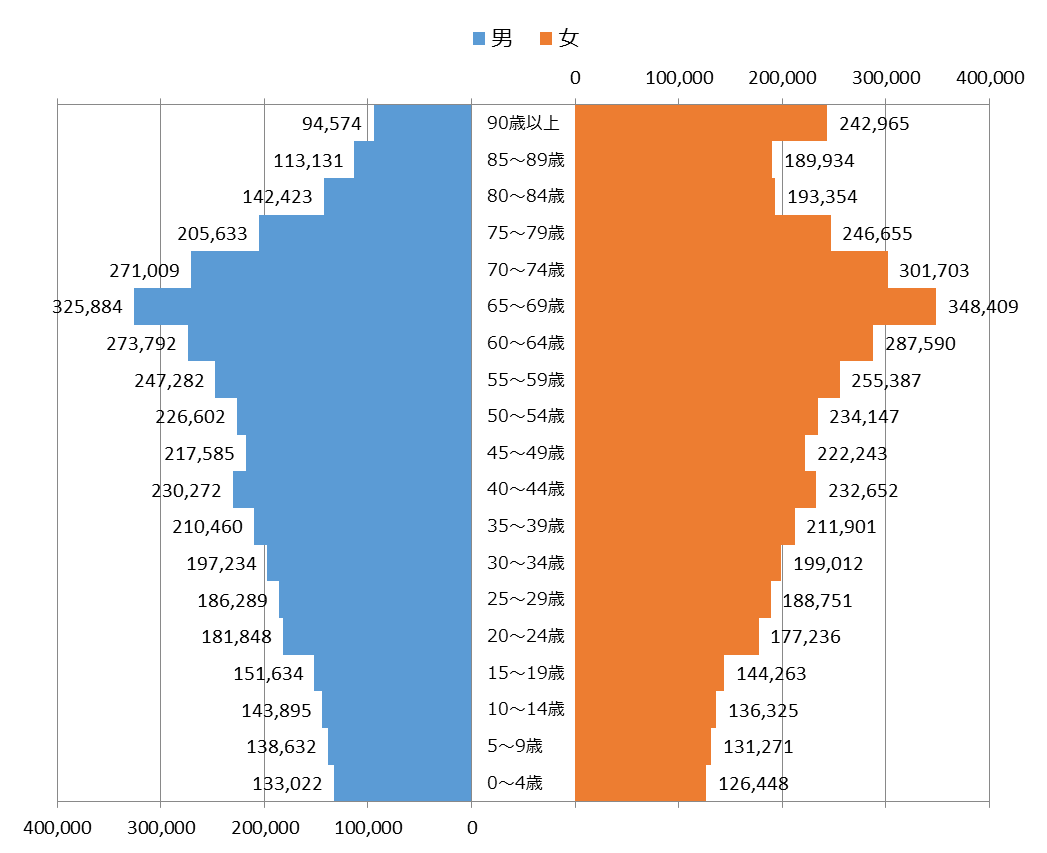 男 女
0 100,000 200,000 300,000 400,000
94,574 90歳以上 242,965
113,131 85～89歳 189,934
142,423 80～84歳 193,354
205,633 75～79歳 246,655
271,009 70～74歳 301,703
325,884 65～69歳 348,409
273,792 60～64歳 287,590
247,282 55～59歳 255,387
226,602 50～54歳 234,147
217,585 45～49歳 222,243
230,272 40～44歳 232,652
210,460 35～39歳 211,901
197,234 30～34歳 199,012
186,289 25～29歳 188,751
181,848 20～24歳 177,236
151,634 15～19歳 144,263
143,895 10～14歳 136,325
138,632 5～9歳 131,271
133,022 0～4歳 126,448
400,000 300,000 200,000 100,000 0